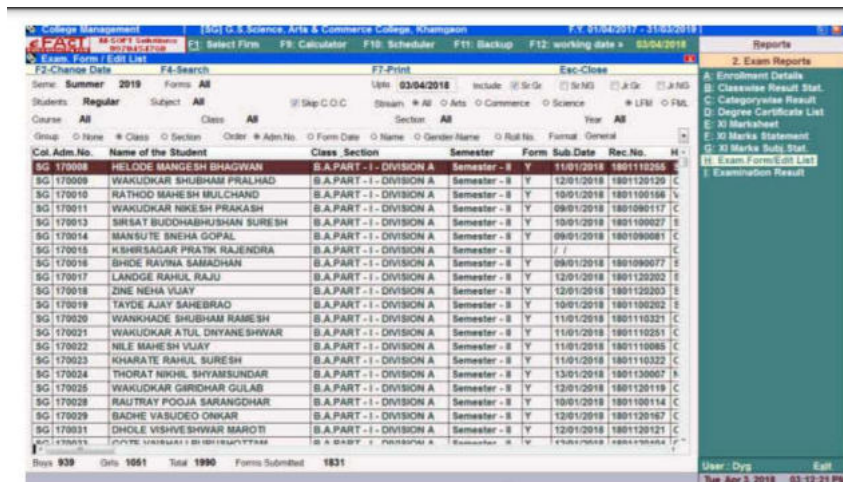 College Management [SG] G.S.Science, Arts & Commerce College, Khamgaon F.Y. 01/04/2017 - 31/03/2018
eFACT M-SOFT Solutions F1: Select Firm F9: Calculator F10: Scheduler F11: Backup F12: working date » 03/04/2018
Exam. Form / Edit List
F2-Change Date F4-Search F7-Print Esc-Close
Seme. Summer 2019 Forms All Upto 03/04/2018 Include Sr.Gr Sr.NG Jr.Gr. Jr.NG
Students Regular Subject All Skip C.O.C Stream All Arts Commerce Science LFM FML
Course All Class All Section All Year All
Group None Class Section Order Adm.No. Form Date Name Gender/Name Roll No. Format General
Col. Adm.No. Name of the Student Class ,Section Semester Form Sub.Date Rec.No.
SG 170008 HELODE MANGESH BHAGWAN B.A.PART - I - DIVISION A Semester - II Y 11/01/2018 1801110255
SG 170009 WAKUDKAR SHUBHAM PRALHAD B.A.PART - I - DIVISION A Semester - II Y 12/01/2018 1801120120
SG 170010 RATHOD MAHESH MULCHAND B.A.PART - I - DIVISION A Semester - II Y 10/01/2018 1801100156
SG 170011 WAKUDKAR NIKESH PRAKASH B.A.PART - I - DIVISION A Semester - II Y 09/01/2018 1801090117
SG 170013 SIRSAT BUDDHABHUSHAN SURESH B.A.PART - I - DIVISION A Semester - II Y 10/01/2018 1801100027
SG 170014 MANSUTE SNEHA GOPAL B.A.PART - I - DIVISION A Semester - II Y 09/01/2018 1801090081
SG 170015 KSHIRSAGAR PRATIK RAJENDRA B.A.PART - I - DIVISION A Semester - II / /
SG 170016 BHIDE RAVINA SAMADHAN B.A.PART - I - DIVISION A Semester - II Y 09/01/2018 1801090077
SG 170017 LANDGE RAHUL RAJU B.A.PART - I - DIVISION A Semester - II Y 12/01/2018 1801120202
SG 170018 ZINE NEHA VIJAY B.A.PART - I - DIVISION A Semester - II Y 12/01/2018 1801120203
SG 170019 TAYDE AJAY SAHEBRAO B.A.PART - I - DIVISION A Semester - II Y 10/01/2018 1801100202
SG 170020 WANKHADE SHUBHAM RAMESH B.A.PART - I - DIVISION A Semester - II Y 11/01/2018 1801110321
SG 170021 WAKUDKAR ATUL DNYANESHWAR B.A.PART - I - DIVISION A Semester - II Y 11/01/2018 1801110251
SG 170022 NILE MAHESH VIJAY B.A.PART - I - DIVISION A Semester - II Y 11/01/2018 1801110085
SG 170023 KHARATE RAHUL SURESH B.A.PART - I - DIVISION A Semester - II Y 11/01/2018 1801110322
SG 170024 THORAT NIKHIL SHYAMSUNDAR B.A.PART - I - DIVISION A Semester - II Y 13/01/2018 1801130007
SG 170025 WAKUDKAR GIRIDHAR GULAB B.A.PART - I - DIVISION A Semester - II Y 12/01/2018 1801120119
SG 170028 RAUTRAY POOJA SARANGDHAR B.A.PART - I - DIVISION A Semester - II Y 10/01/2018 1801100114
SG 170029 BADHE VASUDEO ONKAR B.A.PART - I - DIVISION A Semester - II Y 12/01/2018 1801120167
SG 170031 DHOLE VISHVESHWAR MAROTI B.A.PART - I - DIVISION A Semester - II Y 12/01/2018 1801120121
Boys 939 Girls 1051 Total 1990 Forms Submitted 1831
Reports
2. Exam Reports
A: Enrollment Details
B: Classwise Result Stat.
C: Categorywise Result
D: Degree Certificate List
E: XI Marksheet
F: XI Marks Statement
G: XI Marks Subj.Stat.
H: Exam.Form/Edit List
I: Examination Result
User : Dyg Exit
Tue Apr 3, 2018 03:12:21 PM